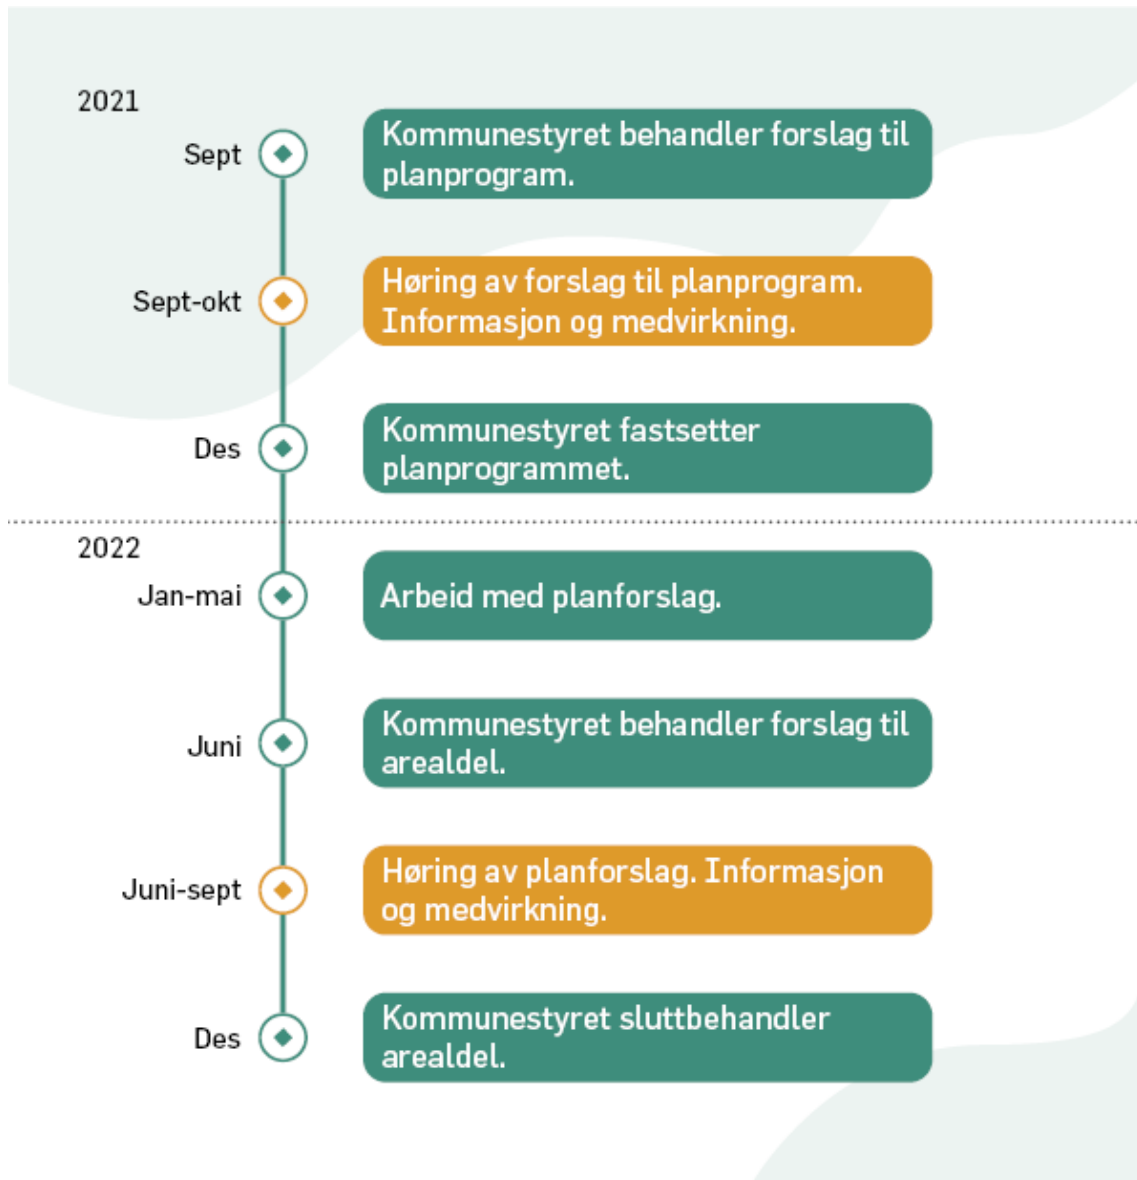 2021
Sept
Kommunestyret behandler forslag til
planprogram.
Sept-okt
Høring av forslag til planprogram.
Informasjon og medvirkning.
Des
Kommunestyret fastsetter
planprogrammet.
2022
Jan-mai
Arbeid med planforslag.
Juni
Kommunestyret behandler forslag til
arealdel.
Juni-sept
Høring av planforslag. Informasjon
og medvirkning.
Des
Kommunestyret sluttbehandler
arealdel.